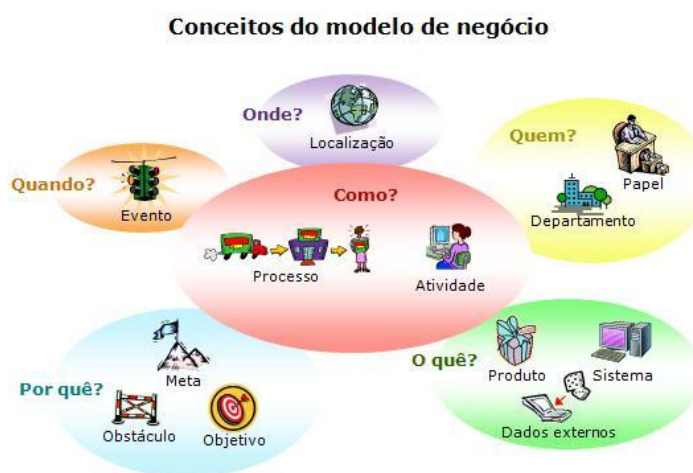 Conceitos do modelo de negócio
Onde?
Localização
Quem?
Papel
Departamento
Quando?
Evento
Como?
Processo
Atividade
Por quê?
Meta
Obstáculo
Objetivo
O quê?
Produto
Sistema
Dados externos